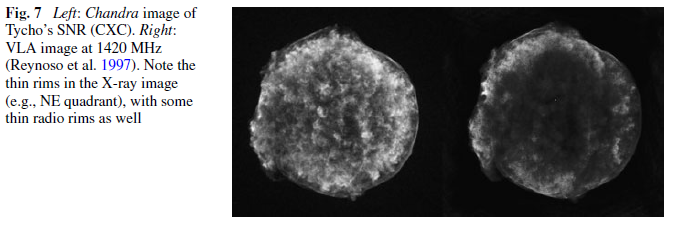 Fig. 7 Left: Chandra image of
Tycho's SNR (CXC). Right:
VLA image at 1420 MHz
(Reynoso et al. 1997). Note the
thin rims in the X-ray image
(e.g., NE quadrant), with some
thin radio rims as well